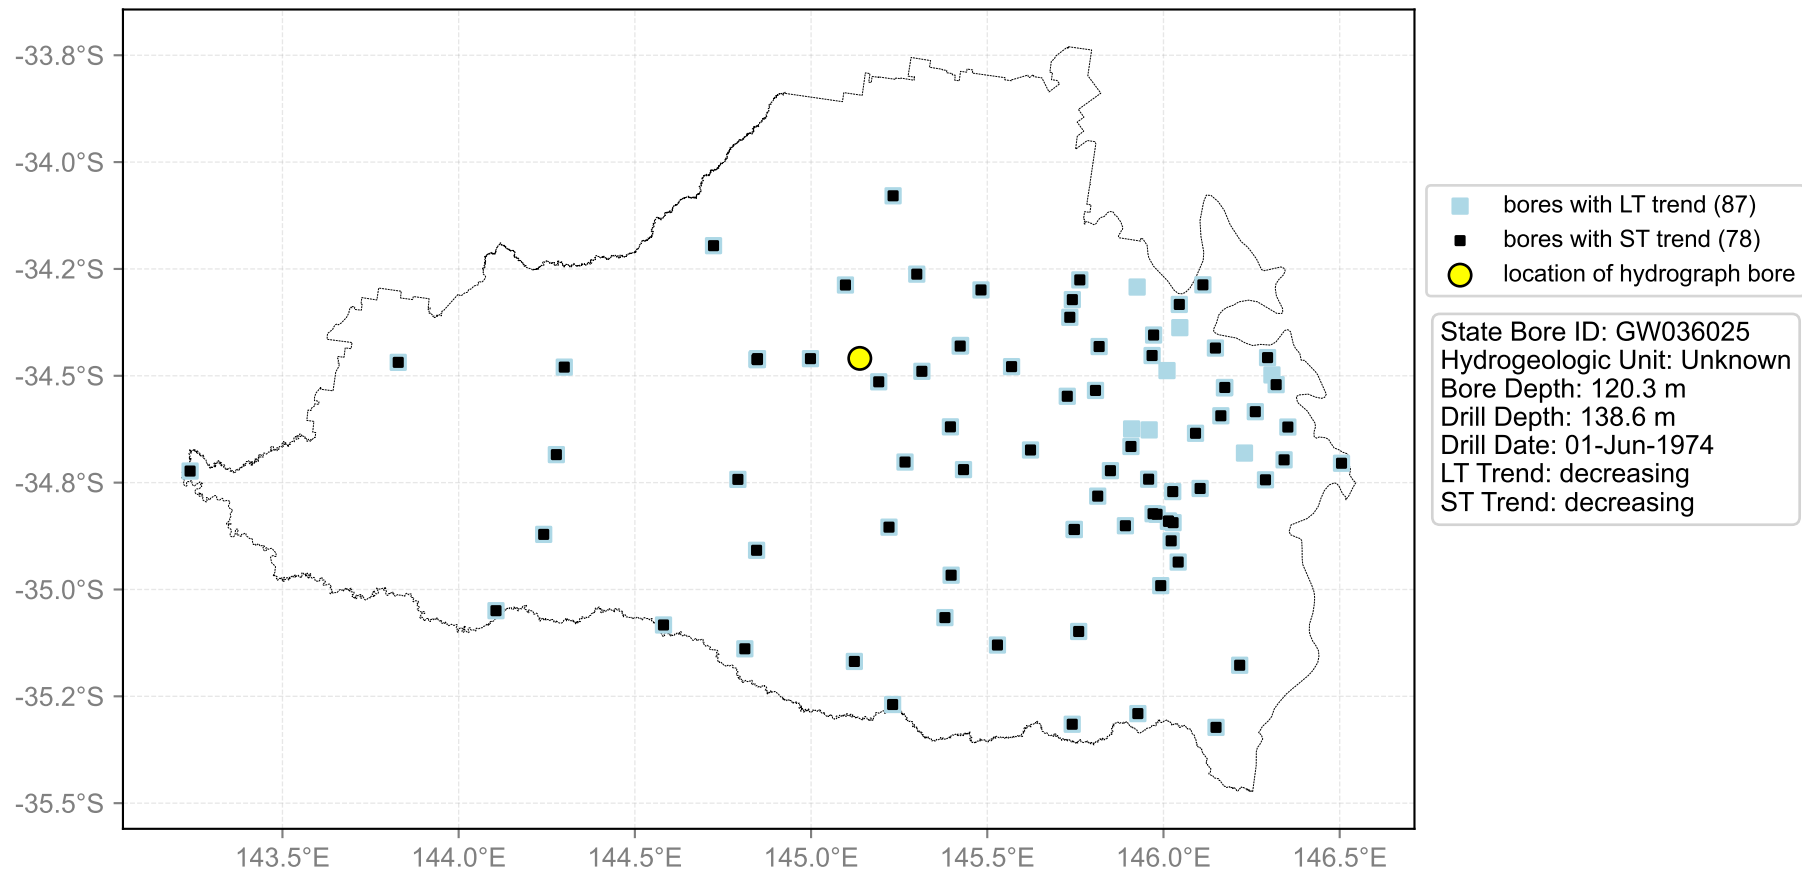 -33.8°S
-34.0°S
-34.2°S
-34.5°S
-34.8°S
-35.0°S
-35.2°S
-35.5°S
143.5°E
144.0°E
144.5°E
145.0°E
145.5°E
146.0°E
146.5°E
bores with LT trend (87)
bores with ST trend (78)
location of hydrograph bore
State Bore ID: GW036025
Hydrogeologic Unit: Unknown
Bore Depth: 120.3 m
Drill Depth: 138.6 m
Drill Date: 01-Jun-1974
LT Trend: decreasing
ST Trend: decreasing